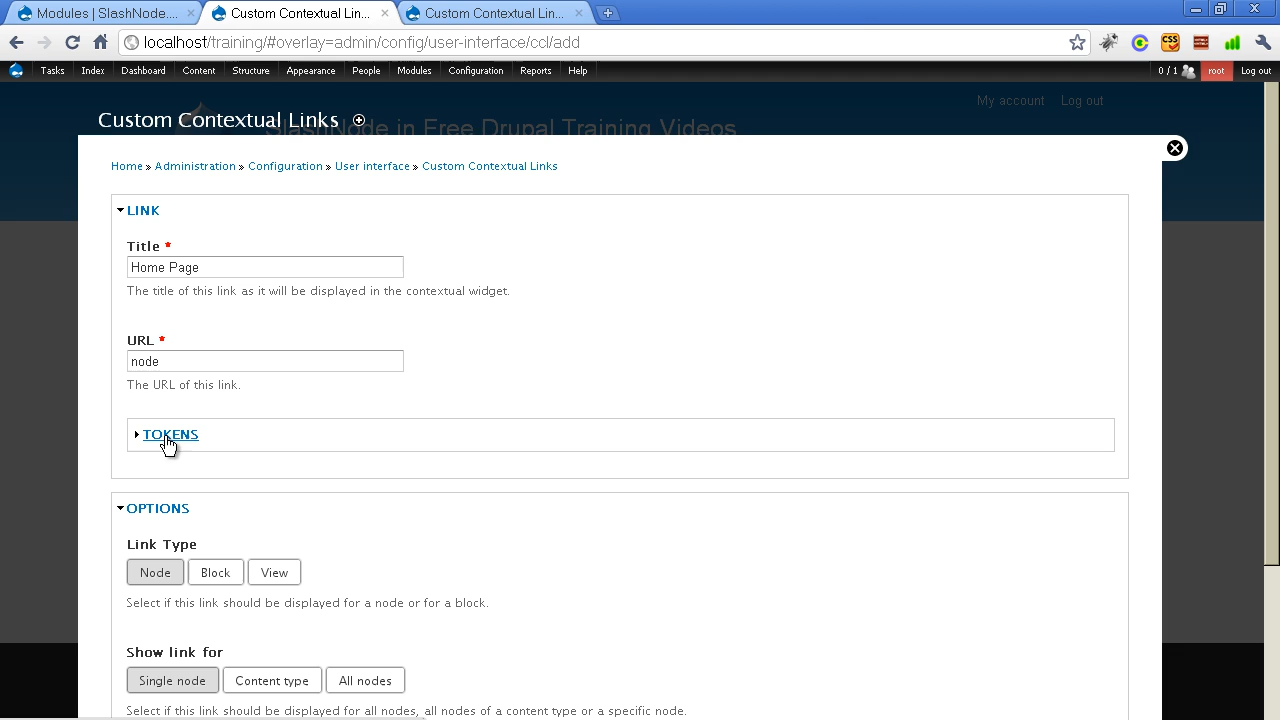 Modules | SlashNode....
Custom Contextual Lin...
Custom Contextual Lin...
localhost/training/#overlay=admin/config/user-interface/ccl/add
CSS
Tasks Index Dashboard Content Structure Appearance People Modules Configuration Reports Help 0 / 1 root Log out
My account Log out
Custom Contextual Links
SlashNode in Free Drupal Training Videos
Home » Administration » Configuration » User interface » Custom Contextual Links
LINK
Title *
Home Page
The title of this link as it will be displayed in the contextual widget.
URL *
node
The URL of this link.
TOKENS
OPTIONS
Link Type
Node Block View
Select if this link should be displayed for a node or for a block.
Show link for
Single node Content type All nodes
Select if this link should be displayed for all nodes, all nodes of a content type or a specific node.